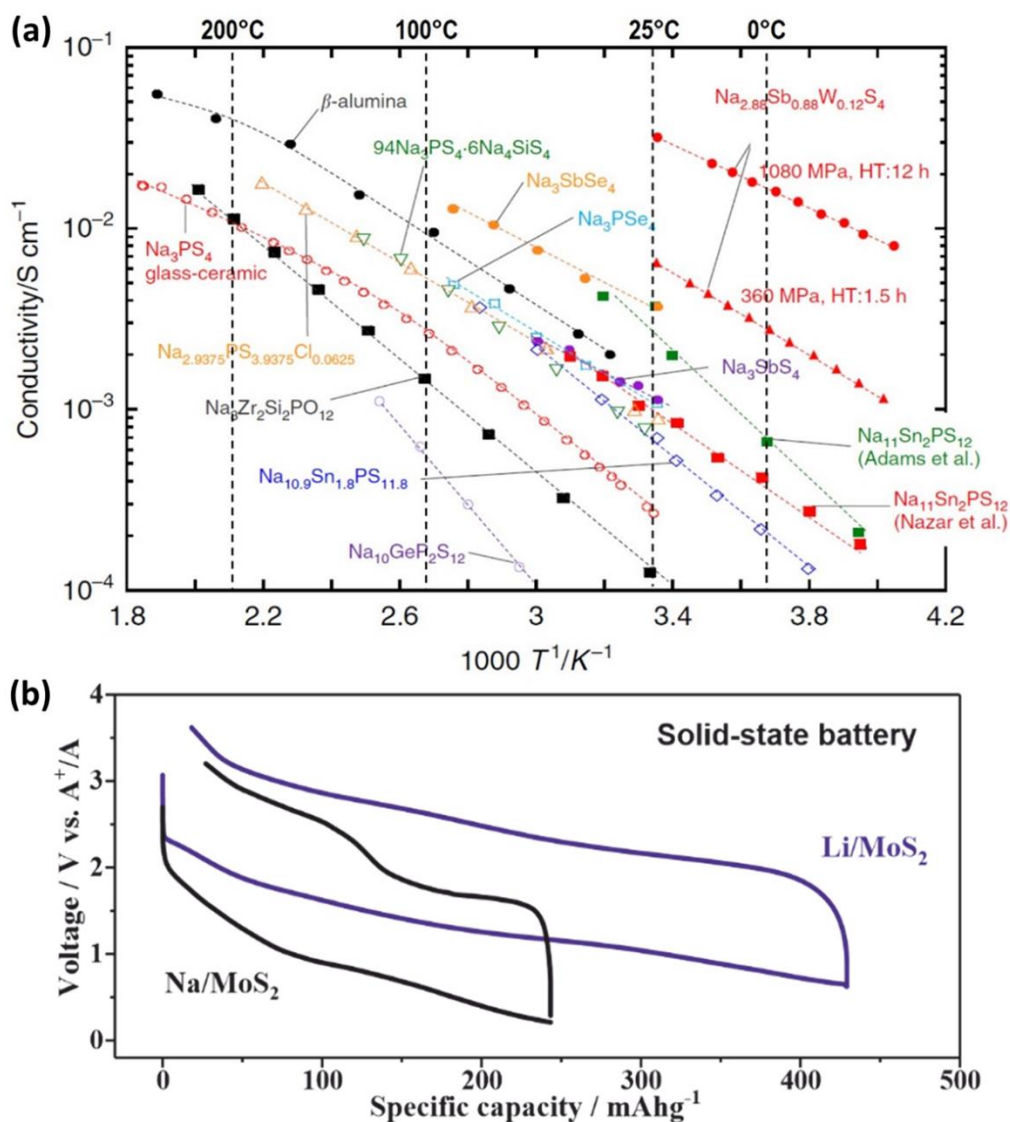 (a)
200°C 100°C 25°C 0°C
10⁻¹
10⁻²
10⁻³
10⁻⁴
Conductivity/S cm⁻¹
β-alumina
94Na₃PS₄·6Na₄SiS₄
Na₃SbSe₄
Na₃PSe₄
Na₂.₈₈Sb₀.₈₈W₀.₁₂S₄
1080 MPa, HT:12 h
360 MPa, HT:1.5 h
Na₃PS₄
glass-ceramic
Na₂.₉₃₇₅PS₃.₉₃₇₅Cl₀.₀₆₂₅
Na₃Zr₂Si₂PO₁₂
Na₃SbS₄
Na₁₁Sn₂PS₁₂
(Adams et al.)
Na₁₀.₉Sn₁.₈PS₁₁.₈
Na₁₁Sn₂PS₁₂
(Nazar et al.)
Na₁₀GeP₂S₁₂
1.8 2.2 2.6 3 3.4 3.8 4.2
1000 T¹/K⁻¹
(b)
Solid-state battery
4
3
2
1
0
Voltage / V vs. A⁺/A
Li/MoS₂
Na/MoS₂
0 100 200 300 400 500
Specific capacity / mAhg⁻¹